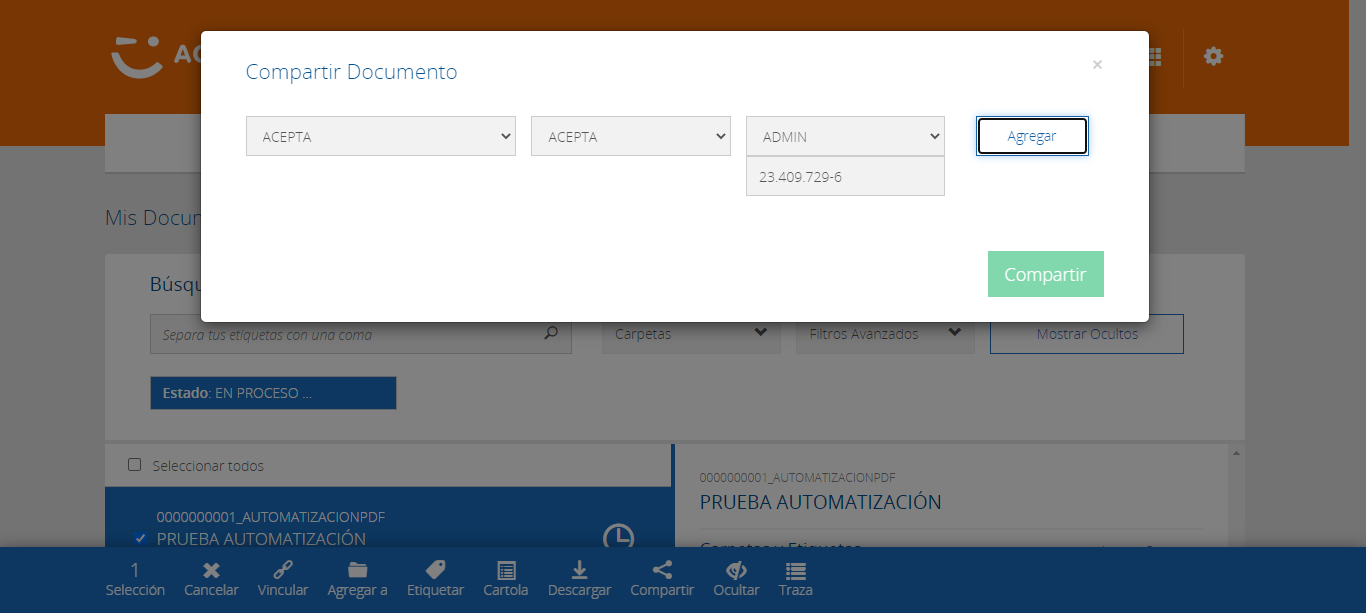 AC
Compartir Documento
×
ACEPTA
ACEPTA
ADMIN
Agregar
23.409.729-6
Compartir
Mis Docum
Búsqu
Separa tus etiquetas con una coma
Carpetas
Filtros Avanzados
Mostrar Ocultos
Estado: EN PROCESO ...
Seleccionar todos
0000000001_AUTOMATIZACIONPDF
PRUEBA AUTOMATIZACIÓN
0000000001_AUTOMATIZACIONPDF
PRUEBA AUTOMATIZACIÓN
Carpetas y Etiquetas
1
Selección
Cancelar
Vincular
Agregar a
Etiquetar
Cartola
Descargar
Compartir
Ocultar
Traza